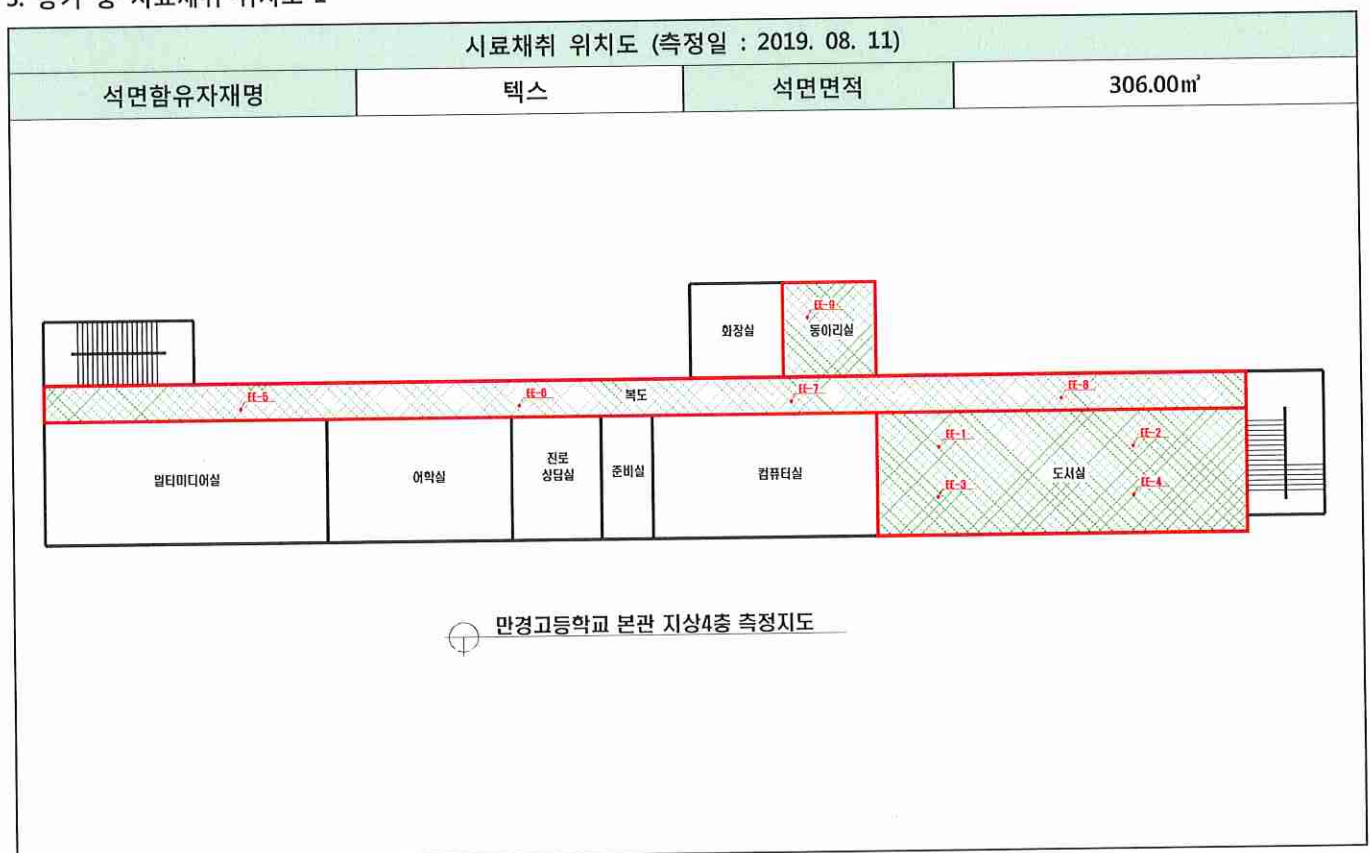 시료채취 위치도 (측정일 : 2019. 08. 11)
석면함유자재명 텍스 석면면적 306.00㎡
EE-9
화장실 동아리실
EE-5 EE-6 복도 EE-7 EE-8
EE-1 EE-2
멀티미디어실 어학실 진로 상담실 준비실 컴퓨터실 도서실
EE-3 EE-4
만경고등학교 본관 지상4층 측정지도